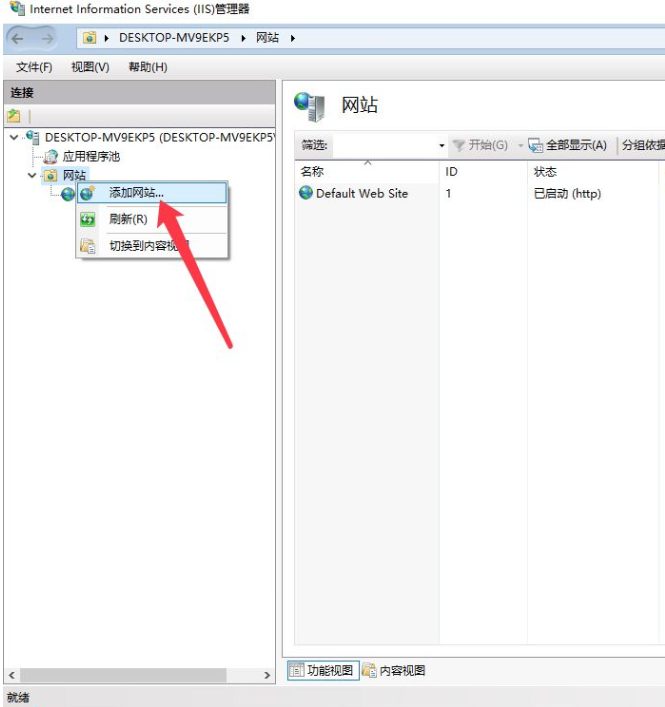 Internet Information Services (IIS)管理器
DESKTOP-MV9EKP5 网站
文件(F) 视图(V) 帮助(H)
连接
DESKTOP-MV9EKP5 (DESKTOP-MV9EKP5\
应用程序池
网站
添加网站...
刷新(R)
切换到内容视
网站
筛选: 开始(G) 全部显示(A) 分组依据
名称 ID 状态
Default Web Site 1 已启动 (http)
功能视图 内容视图
就绪